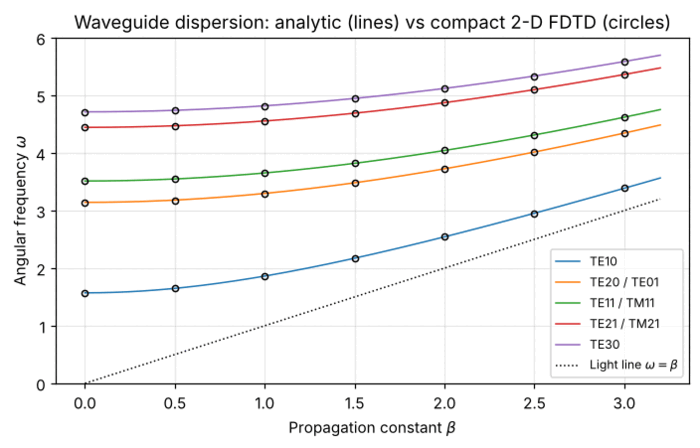 Waveguide dispersion: analytic (lines) vs compact 2-D FDTD (circles)
Angular frequency ω
6
5
4
3
2
1
0
TE10
TE20 / TE01
TE11 / TM11
TE21 / TM21
TE30
Light line ω = β
0.0 0.5 1.0 1.5 2.0 2.5 3.0
Propagation constant β